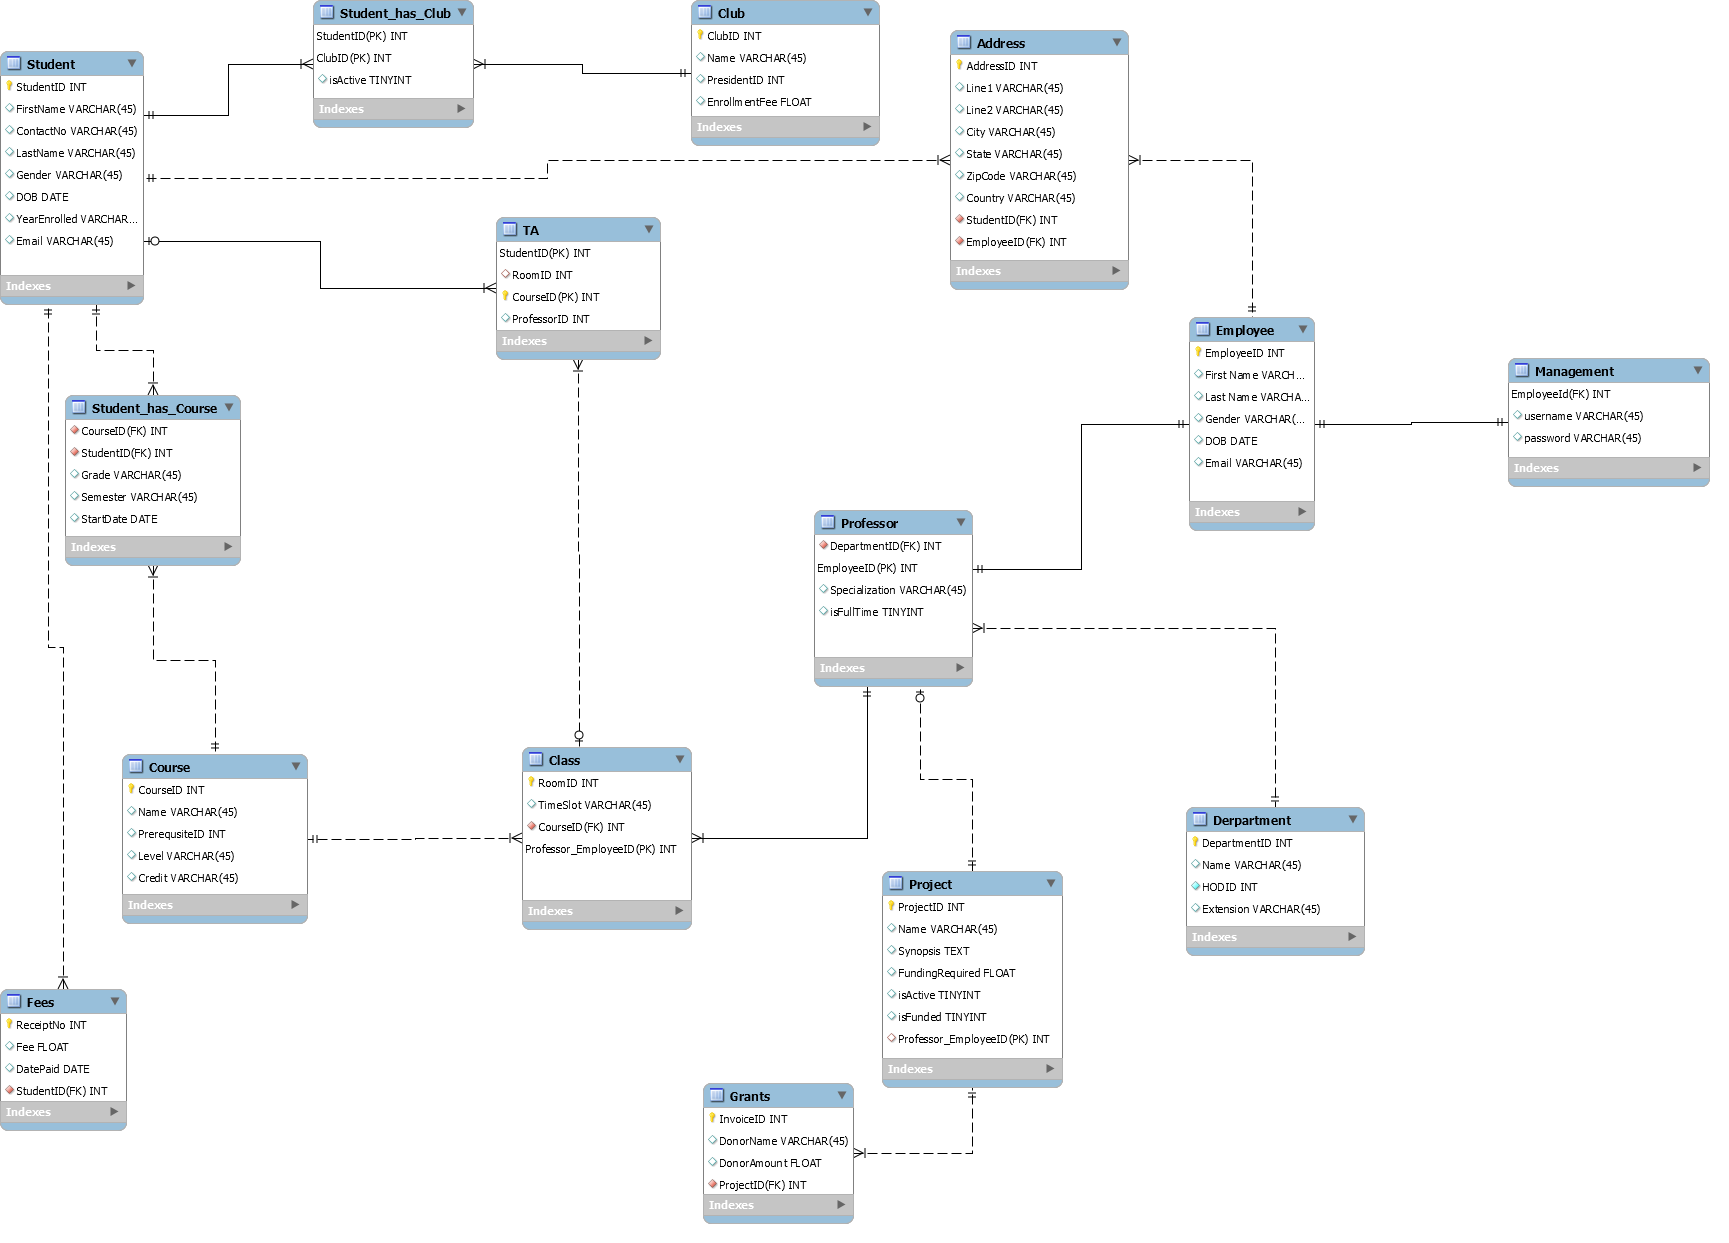 Student_has_Club
StudentID(PK) INT
ClubID(PK) INT
isActive TINYINT
Indexes
Club
ClubID INT
Name VARCHAR(45)
PresidentID INT
EnrollmentFee FLOAT
Indexes
Address
AddressID INT
Line1 VARCHAR(45)
Line2 VARCHAR(45)
City VARCHAR(45)
State VARCHAR(45)
ZipCode VARCHAR(45)
Country VARCHAR(45)
StudentID(FK) INT
EmployeeID(FK) INT
Indexes
Student
StudentID INT
FirstName VARCHAR(45)
ContactNo VARCHAR(45)
LastName VARCHAR(45)
Gender VARCHAR(45)
DOB DATE
YearEnrolled VARCHAR...
Email VARCHAR(45)
Indexes
TA
StudentID(PK) INT
RoomID INT
CourseID(PK) INT
ProfessorID INT
Indexes
Employee
EmployeeID INT
First Name VARCH...
Last Name VARCHA...
Gender VARCHAR(...
DOB DATE
Email VARCHAR(45)
Indexes
Management
EmployeeId(FK) INT
username VARCHAR(45)
password VARCHAR(45)
Indexes
Student_has_Course
CourseID(FK) INT
StudentID(FK) INT
Grade VARCHAR(45)
Semester VARCHAR(45)
StartDate DATE
Indexes
Professor
DepartmentID(FK) INT
EmployeeID(PK) INT
Specialization VARCHAR(45)
isFullTime TINYINT
Indexes
Course
CourseID INT
Name VARCHAR(45)
PrerequsiteID INT
Level VARCHAR(45)
Credit VARCHAR(45)
Indexes
Class
RoomID INT
TimeSlot VARCHAR(45)
CourseID(FK) INT
Professor_EmployeeID(PK) INT
Indexes
Derpartment
DepartmentID INT
Name VARCHAR(45)
HODID INT
Extension VARCHAR(45)
Indexes
Project
ProjectID INT
Name VARCHAR(45)
Synopsis TEXT
FundingRequired FLOAT
isActive TINYINT
isFunded TINYINT
Professor_EmployeeID(PK) INT
Indexes
Fees
ReceiptNo INT
Fee FLOAT
DatePaid DATE
StudentID(FK) INT
Indexes
Grants
InvoiceID INT
DonorName VARCHAR(45)
DonorAmount FLOAT
ProjectID(FK) INT
Indexes